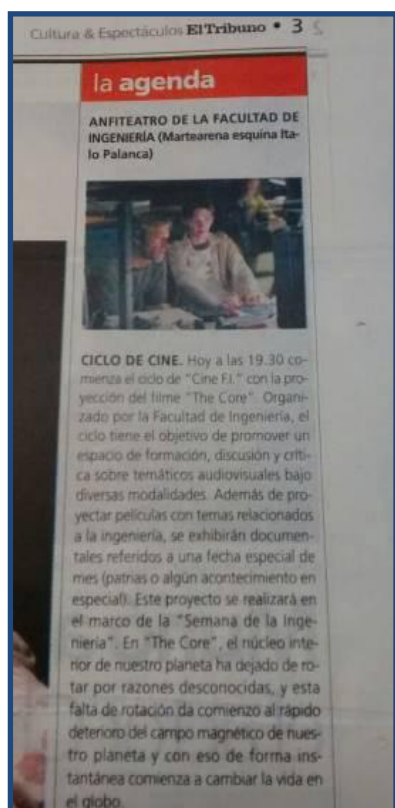 Cultura & Espectáculos El Tribuno • 3
la agenda
ANFITEATRO DE LA FACULTAD DE
INGENIERÍA (Martearena esquina Ita-
lo Palanca)
CICLO DE CINE. Hoy a las 19.30 co-
mienza el ciclo de "Cine F.I." con la pro-
yección del filme "The Core". Organi-
zado por la Facultad de Ingeniería, el
ciclo tiene el objetivo de promover un
espacio de formación, discusión y críti-
ca sobre temáticos audiovisuales bajo
diversas modalidades. Además de pro-
yectar películas con temas relacionados
a la ingeniería, se exhibirán documen-
tales referidos a una fecha especial de
mes (patrias o algún acontecimiento en
especial). Este proyecto se realizará en
el marco de la "Semana de la Inge-
niería". En "The Core", el núcleo inte-
rior de nuestro planeta ha dejado de ro-
tar por razones desconocidas, y esta
falta de rotación da comienzo al rápido
deterioro del campo magnético de nues-
tro planeta y con eso de forma ins-
tantánea comienza a cambiar la vida en
el globo.